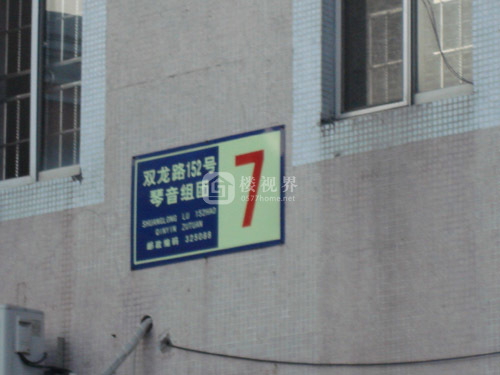 双龙路152号
琴音组团
7
SHUANGLONG LU 152HAO
QINYIN ZUTUAN
邮政编码 325088
楼视界
0577home.net